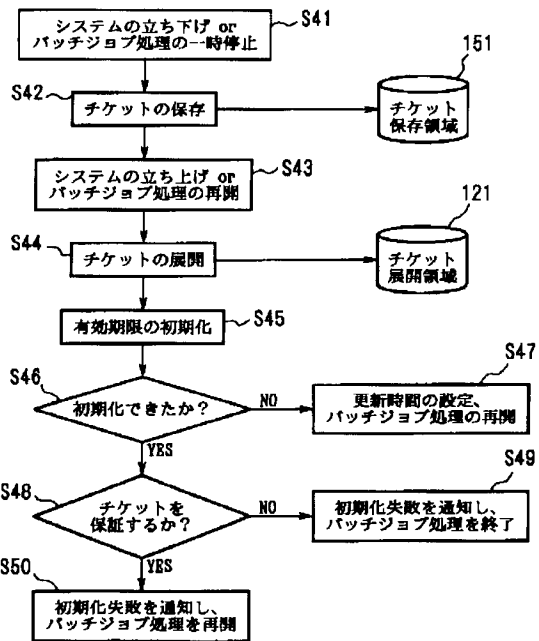 システムの立ち下げ or
バッチジョブ処理の一時停止
S41
S42
チケットの保存
151
チケット
保存領域
システムの立ち上げ or
バッチジョブ処理の再開
S43
S44
チケットの展開
121
チケット
展開領域
有効期限の初期化
S45
S46
初期化できたか？
NO
YES
S47
更新時間の設定、
バッチジョブ処理の再開
S48
チケットを
保証するか？
NO
YES
S49
初期化失敗を通知し、
バッチジョブ処理を終了
S50
初期化失敗を通知し、
バッチジョブ処理を再開